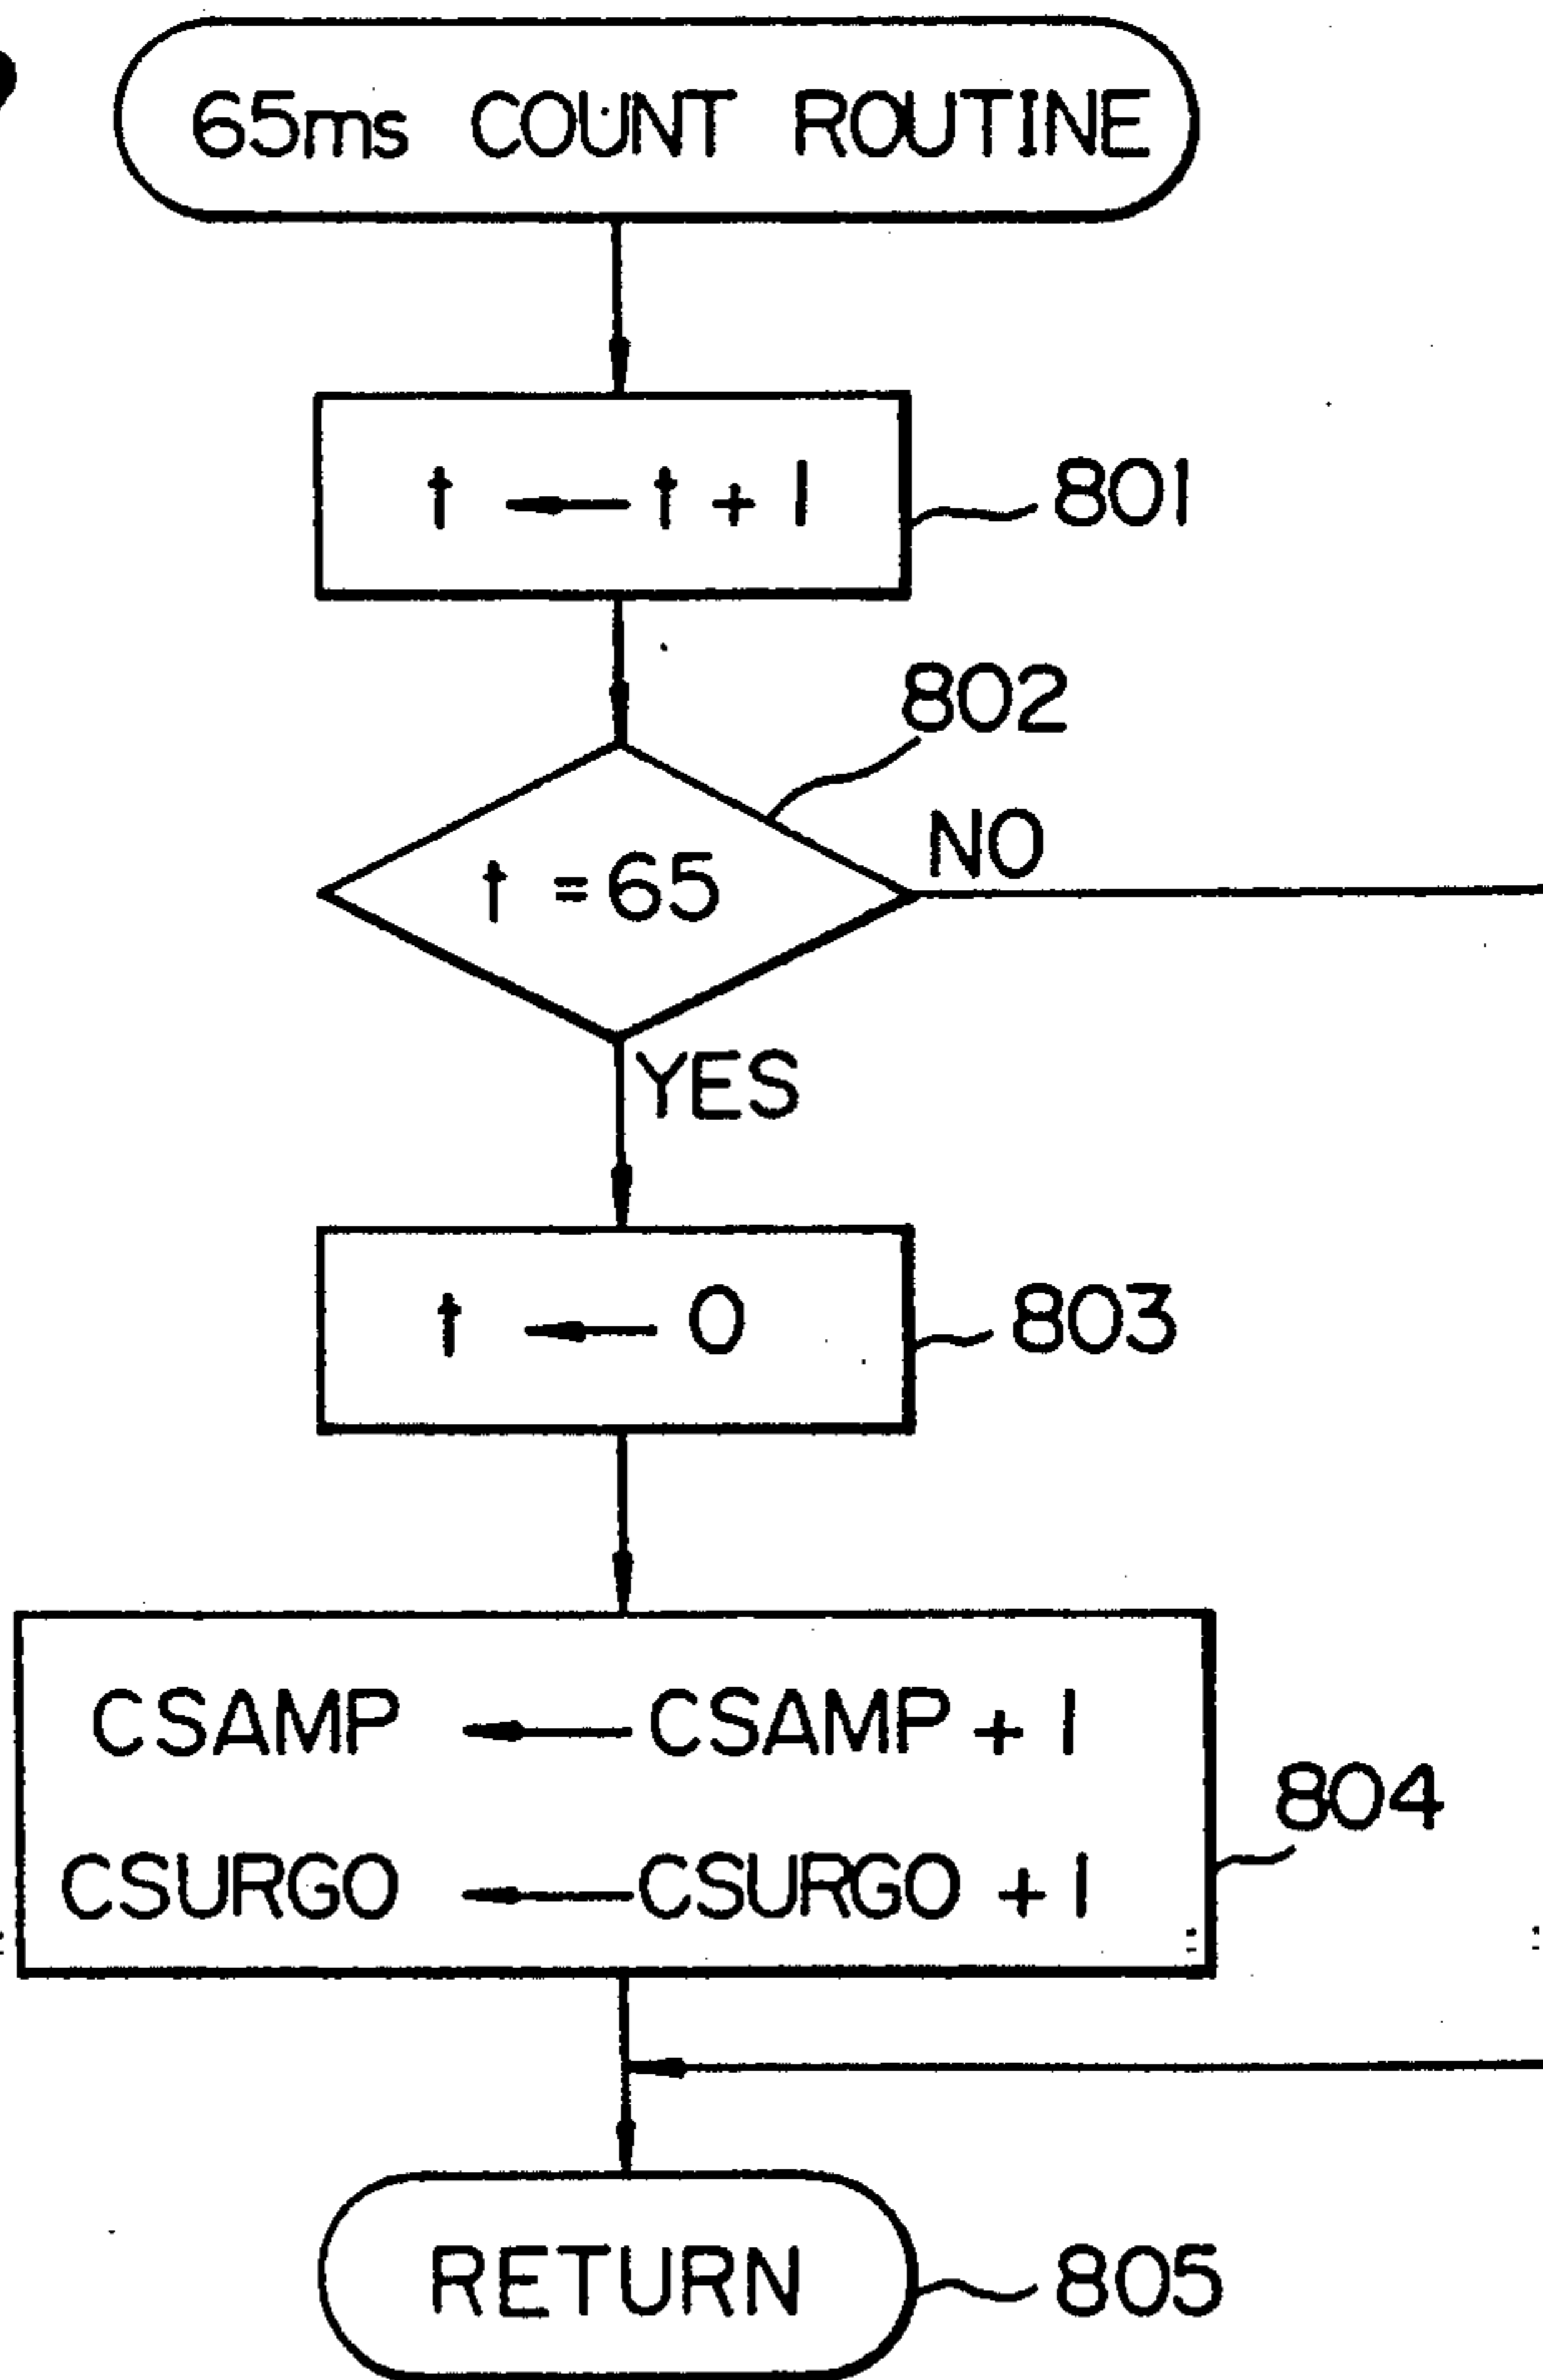 65ms COUNT ROUTINE
t ← t + 1
801
802
t = 65
NO
YES
t ← 0
803
CSAMP ← CSAMP + 1
CSURGO ← CSURGO + 1
804
RETURN
805